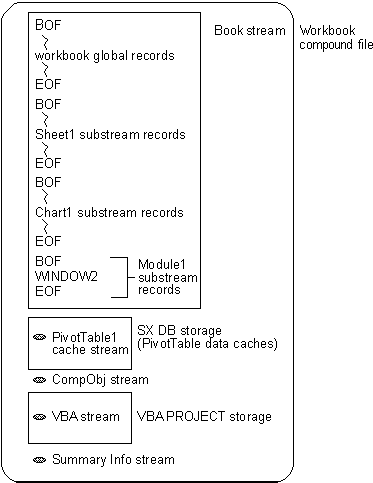 BOF
Book stream
Workbook
compound file
workbook global records
EOF
BOF
Sheet1 substream records
EOF
BOF
Chart1 substream records
EOF
BOF
WINDOW2
EOF
Module1
substream
records
PivotTable1
cache stream
SX DB storage
(PivotTable data caches)
CompObj stream
VBA stream
VBAPROJECT storage
Summary Info stream